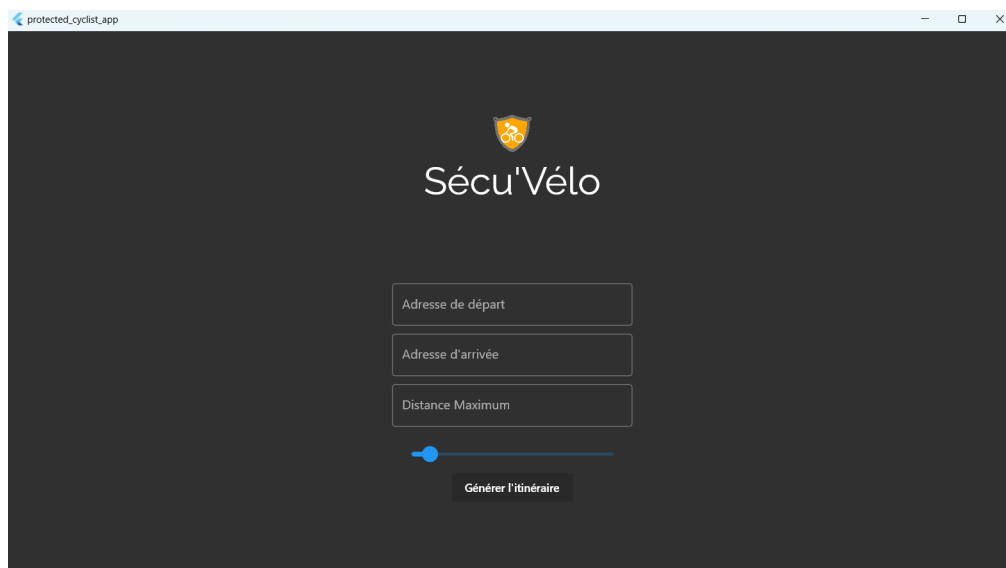 protected_cyclist_app
Sécu'Vélo
Adresse de départ
Adresse d'arrivée
Distance Maximum
Générer l'itinéraire